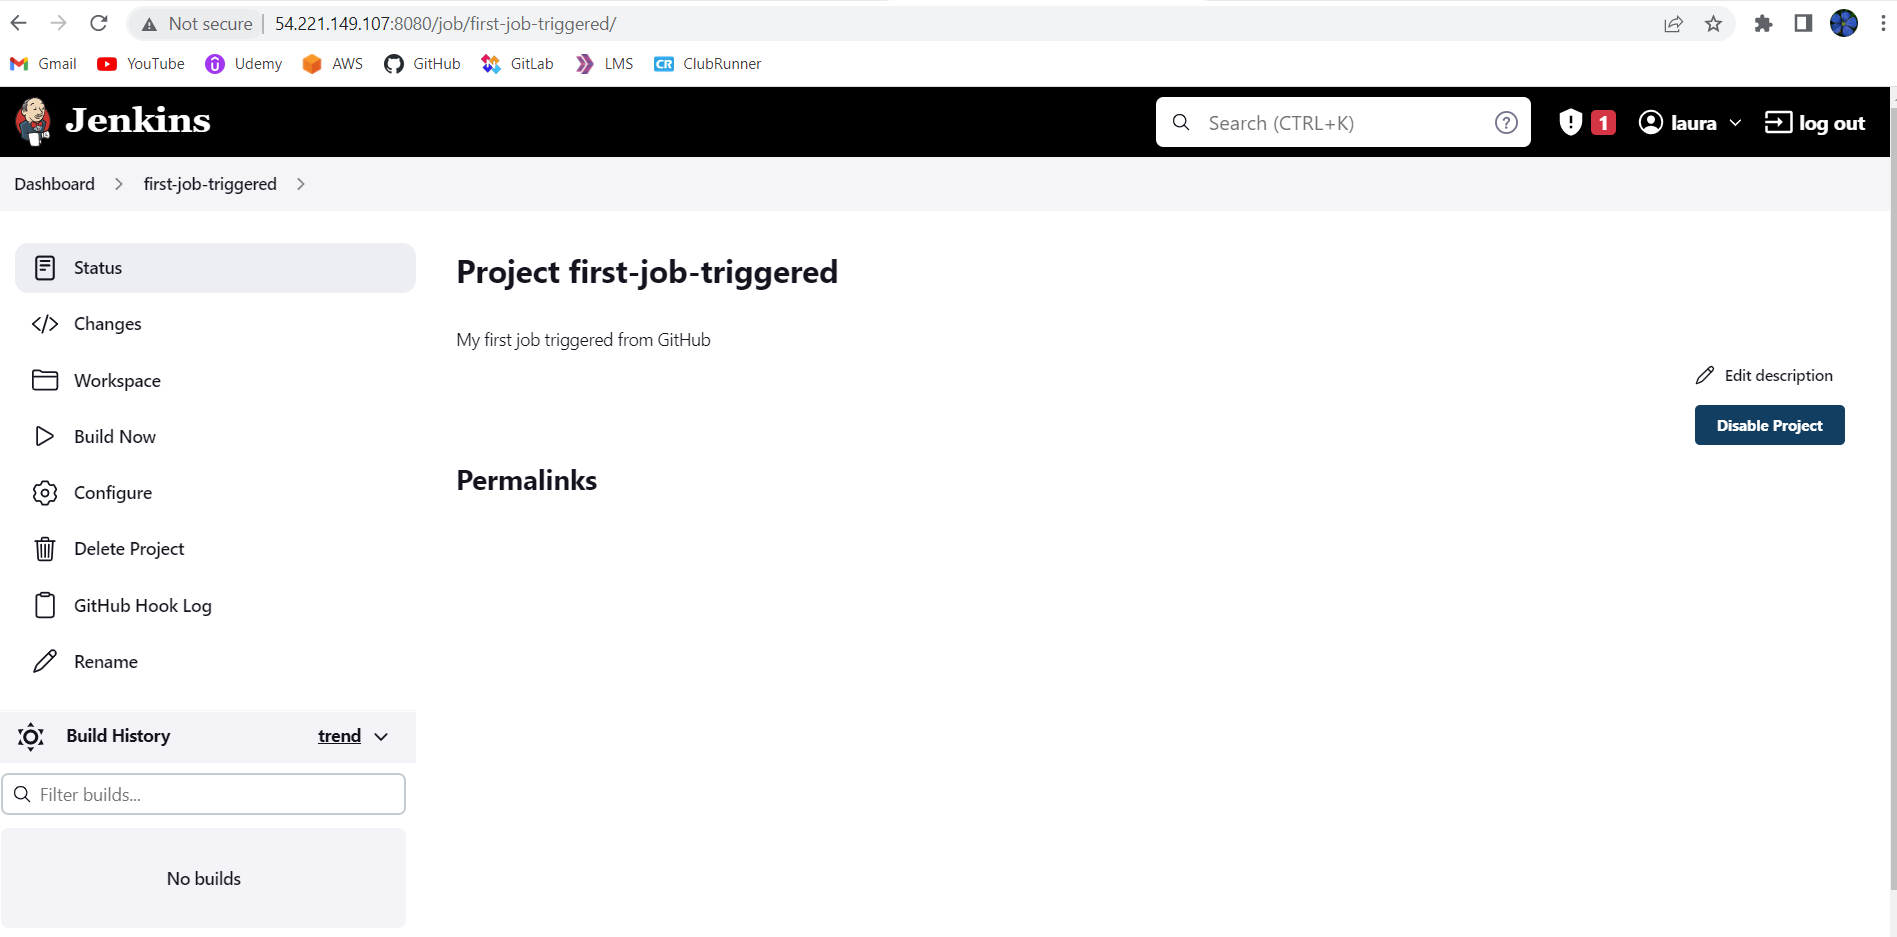 Not secure | 54.221.149.107:8080/job/first-job-triggered/
Gmail YouTube Udemy AWS GitHub GitLab LMS CR ClubRunner
Jenkins Search (CTRL+K) ? ! 1 laura log out
Dashboard > first-job-triggered >
Status
Changes
Workspace
Build Now
Configure
Delete Project
GitHub Hook Log
Rename
Build History trend
Filter builds...
No builds
Project first-job-triggered
My first job triggered from GitHub
Edit description
Disable Project
Permalinks